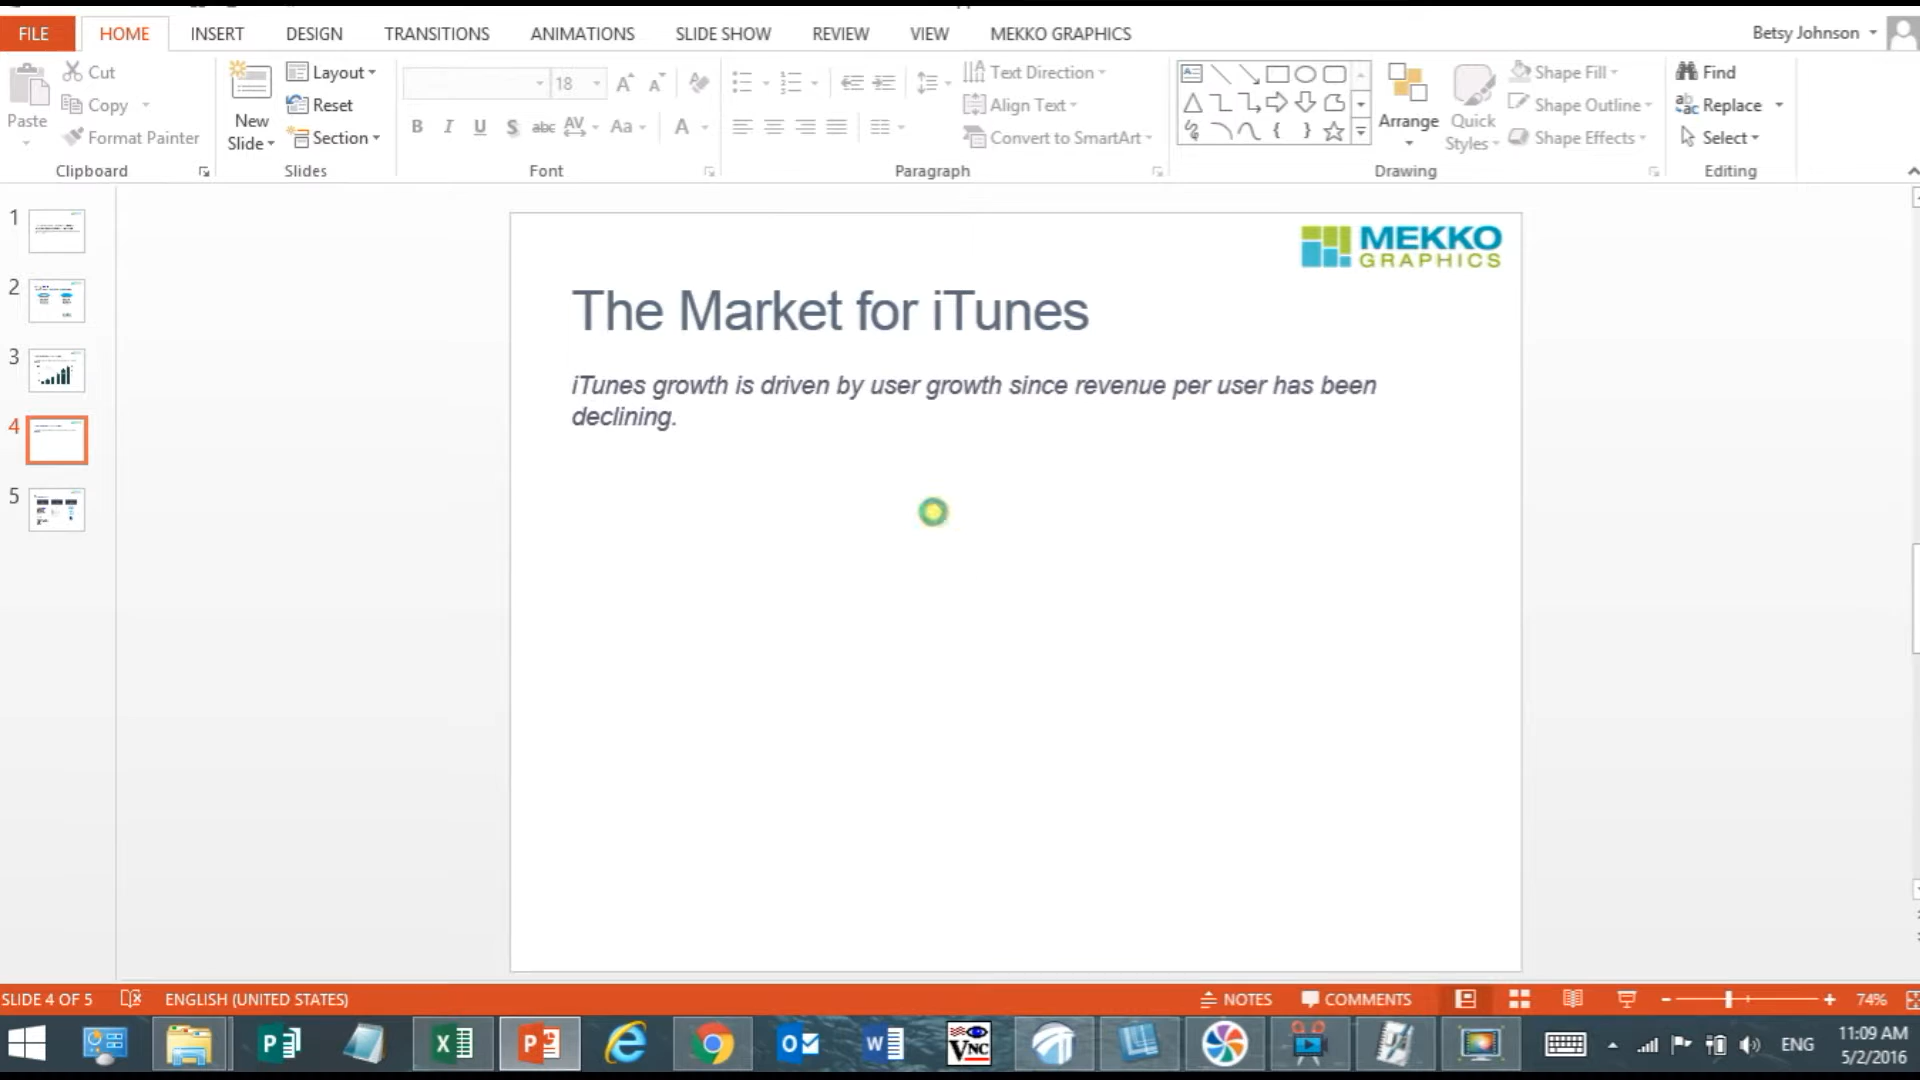 FILE HOME INSERT DESIGN TRANSITIONS ANIMATIONS SLIDE SHOW REVIEW VIEW MEKKO GRAPHICS Betsy Johnson
Paste
Cut
Copy
Format Painter
Clipboard
New
Slide
Layout
Reset
Section
Slides
18
B I U S abc AV Aa A
Font
Text Direction
Align Text
Convert to SmartArt
Paragraph
Arrange
Quick
Styles
Shape Fill
Shape Outline
Shape Effects
Drawing
Find
Replace
Select
Editing
1
2
3
4
5
MEKKO
GRAPHICS
The Market for iTunes
iTunes growth is driven by user growth since revenue per user has been
declining.
SLIDE 4 OF 5 ENGLISH (UNITED STATES) NOTES COMMENTS 74%
ENG
11:09 AM
5/2/2016